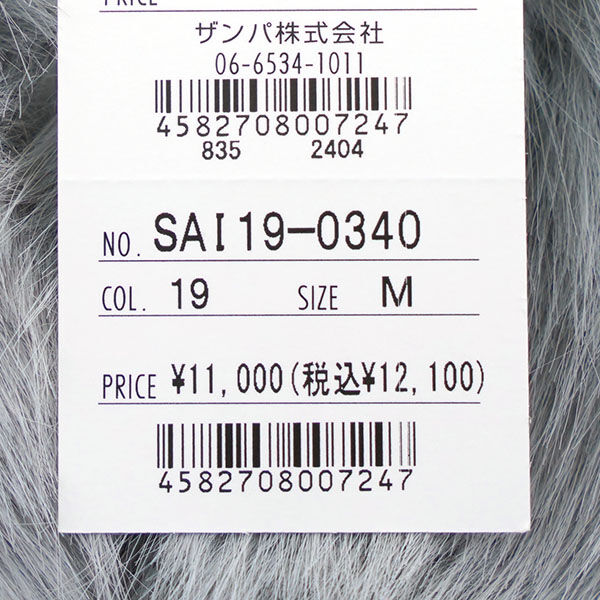 PRICE
ザンパ株式会社
06-6534-1011
4582708007247
835 2404
NO. SAI19-0340
COL. 19 SIZE M
PRICE ¥11,000(税込¥12,100)
4582708007247